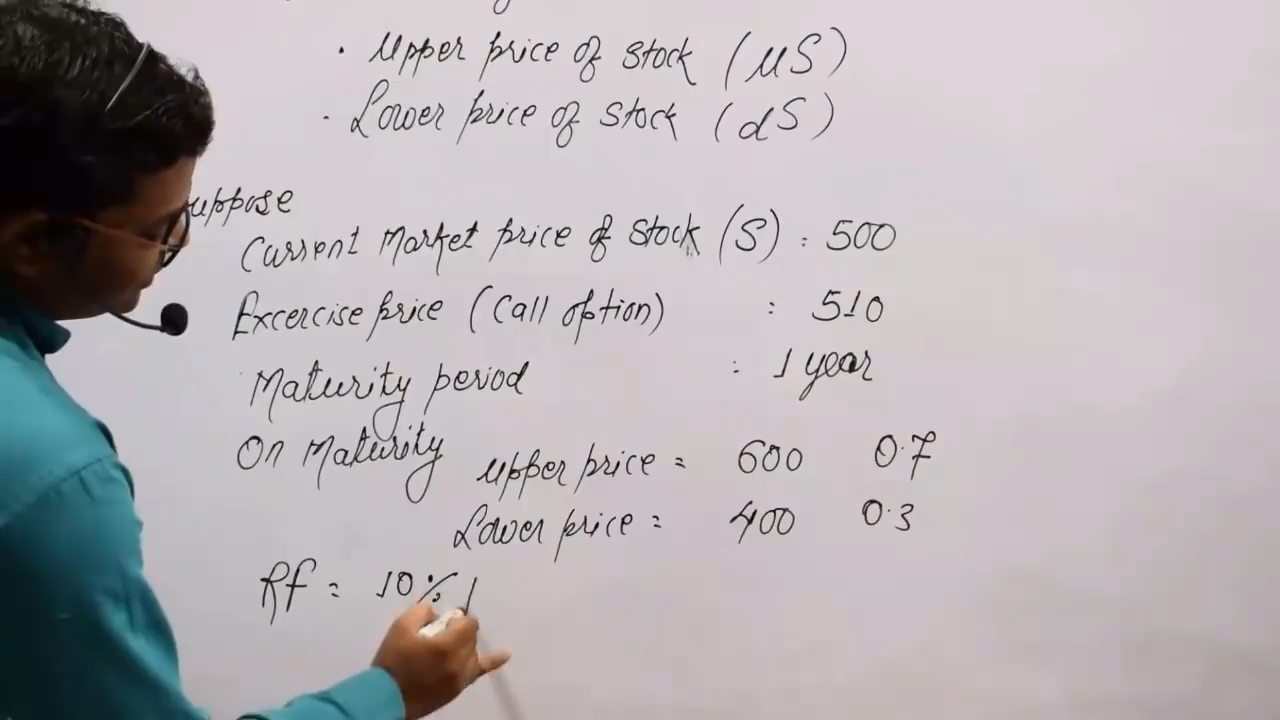 · Upper price of stock (uS)
· Lower price of stock (dS)
uppose
Current Market price of stock (S) : 500
Excercise price (Call option) : 510
Maturity period : 1 year
On Maturity Upper price = 600 0.7
Lower price = 400 0.3
Rf = 10%